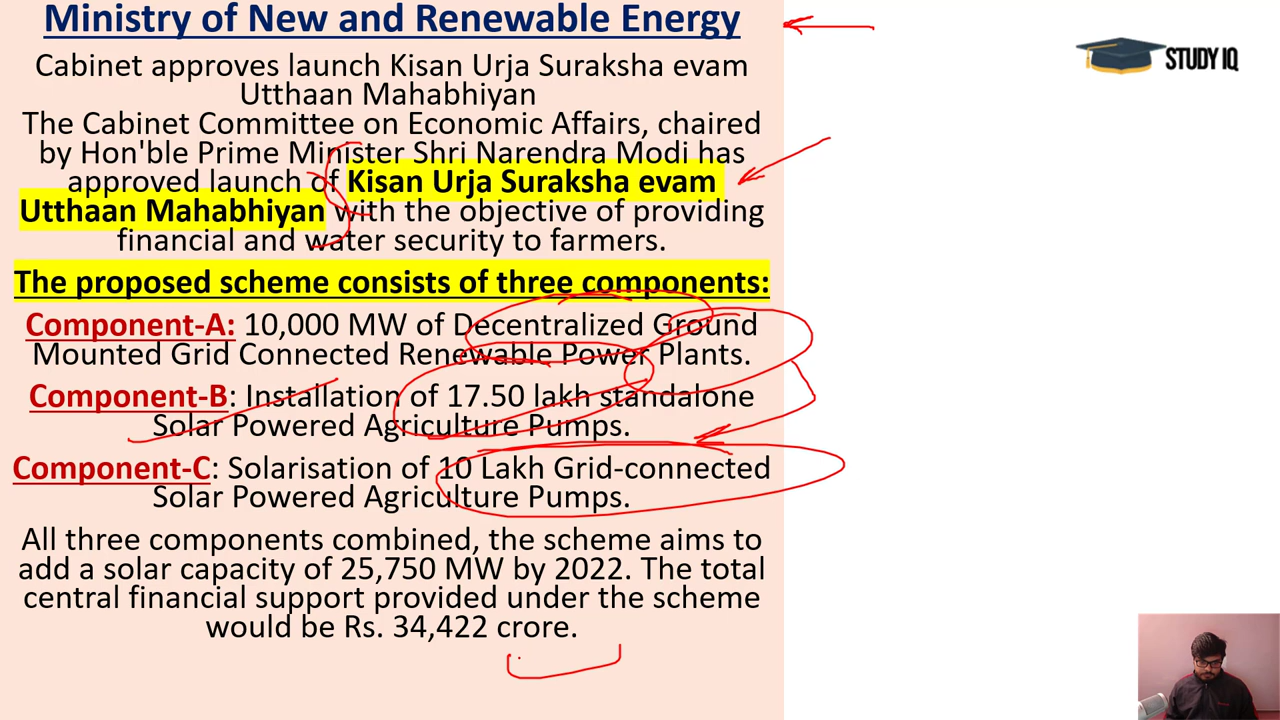 Ministry of New and Renewable Energy
Cabinet approves launch Kisan Urja Suraksha evam
Utthaan Mahabhiyan
The Cabinet Committee on Economic Affairs, chaired
by Hon'ble Prime Minister Shri Narendra Modi has
approved launch of Kisan Urja Suraksha evam
Utthaan Mahabhiyan with the objective of providing
financial and water security to farmers.
The proposed scheme consists of three components:
Component-A: 10,000 MW of Decentralized Ground
Mounted Grid Connected Renewable Power Plants.
Component-B: Installation of 17.50 lakh standalone
Solar Powered Agriculture Pumps.
Component-C: Solarisation of 10 Lakh Grid-connected
Solar Powered Agriculture Pumps.
All three components combined, the scheme aims to
add a solar capacity of 25,750 MW by 2022. The total
central financial support provided under the scheme
would be Rs. 34,422 crore.
STUDY IQ